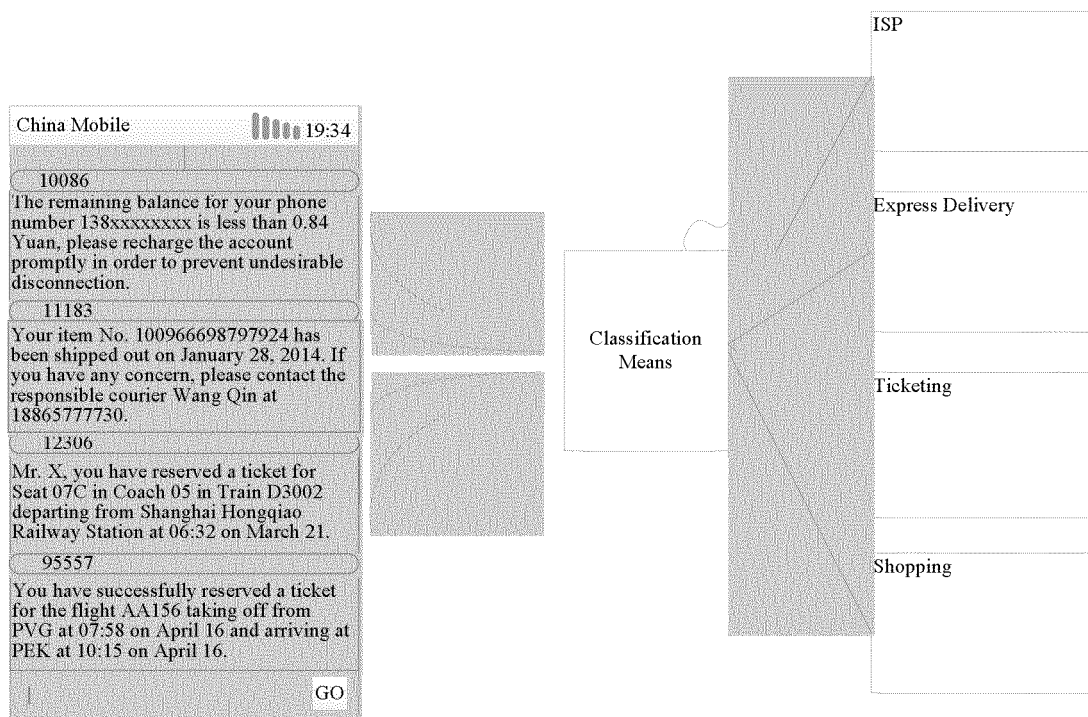 China Mobile 19:34
10086
The remaining balance for your phone
number 138xxxxxxxx is less than 0.84
Yuan, please recharge the account
promptly in order to prevent undesirable
disconnection.
11183
Your item No. 100966698797924 has
been shipped out on January 28, 2014. If
you have any concern, please contact the
responsible courier Wang Qin at
18865777730.
12306
Mr. X, you have reserved a ticket for
Seat 07C in Coach 05 in Train D3002
departing from Shanghai Hongqiao
Railway Station at 06:32 on March 21.
95557
You have successfully reserved a ticket
for the flight AA156 taking off from
PVG at 07:58 on April 16 and arriving at
PEK at 10:15 on April 16.
GO
Classification
Means
ISP
Express Delivery
Ticketing
Shopping